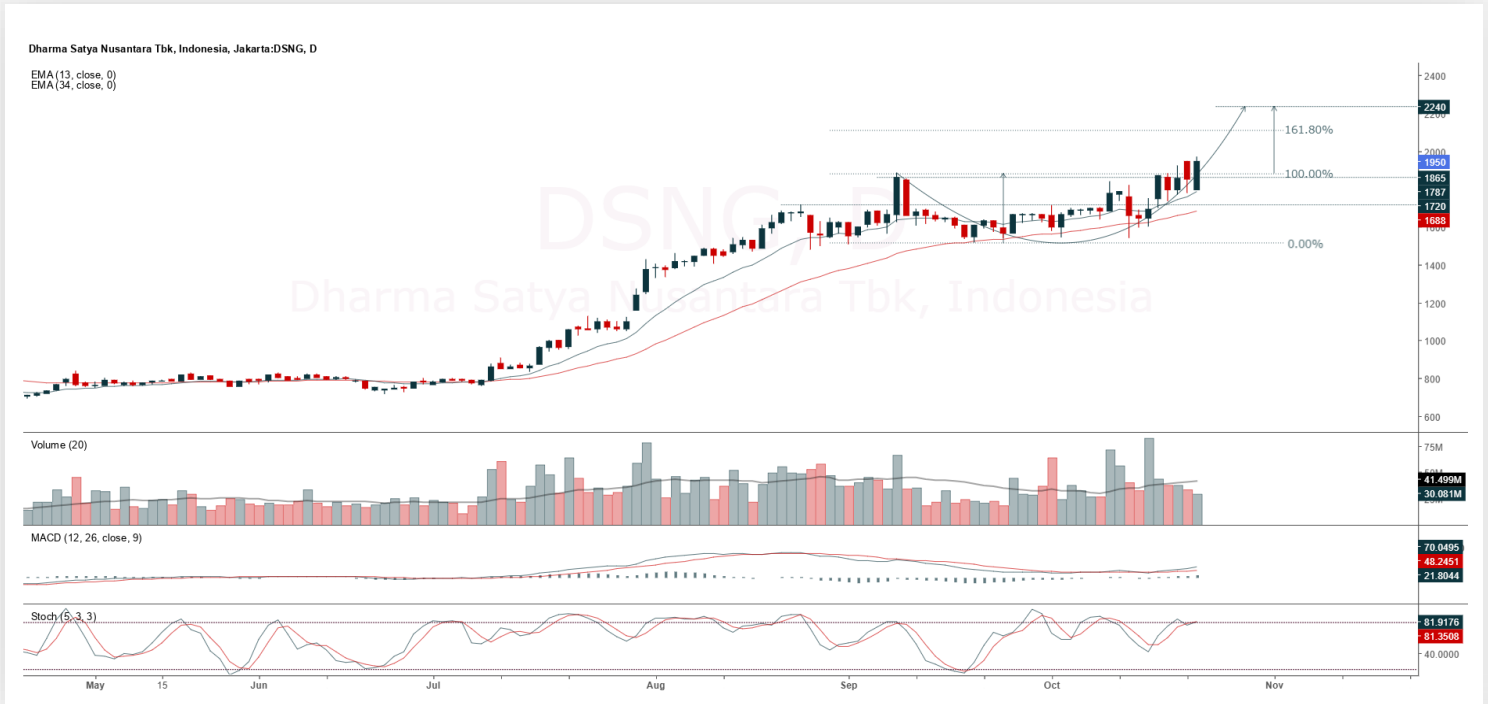 Dharma Satya Nusantara Tbk, Indonesia, Jakarta:DSNG, D
EMA (13, close, 0)
EMA (34, close, 0)
DSNG, D
Dharma Satya Nusantara Tbk, Indonesia
2400
2240
2200
161.80%
2000
1950
100.00%
1865
1787
1720
1688
1600
0.00%
1400
1200
1000
800
600
Volume (20)
75M
50M
41.499M
30.081M
25M
MACD (12, 26, close, 9)
70.0495
48.2451
21.8044
Stoch (5, 3, 3)
81.9176
81.3508
40.0000
May 15 Jun Jul Aug Sep Oct Nov